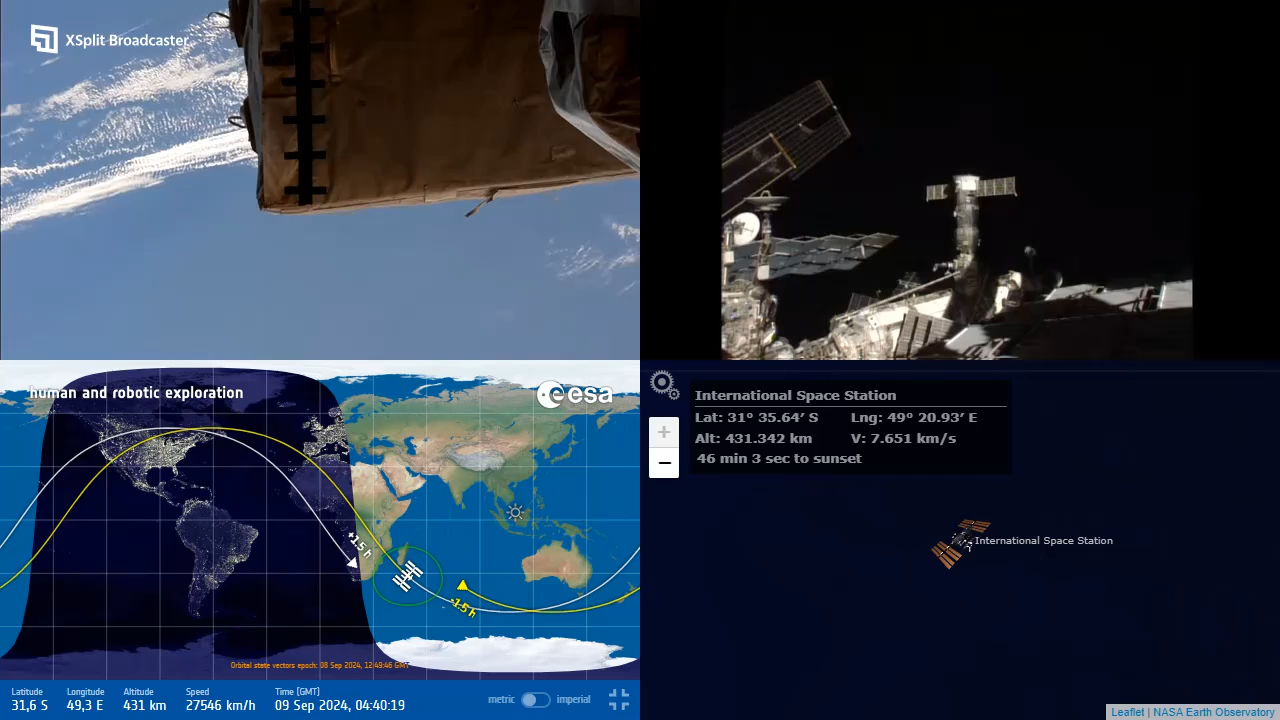 XSplit Broadcaster
human and robotic exploration
esa
+1.5 h
-1.5 h
Orbital state vectors epoch: 08 Sep 2024, 12:49:46 GMT
Latitude
31,6 S
Longitude
49,3 E
Altitude
431 km
Speed
27546 km/h
Time [GMT]
09 Sep 2024, 04:40:19
metric
imperial
+
−
International Space Station
Lat: 31° 35.64′ S Lng: 49° 20.93′ E
Alt: 431.342 km V: 7.651 km/s
46 min 3 sec to sunset
International Space Station
Leaflet | NASA Earth Observatory